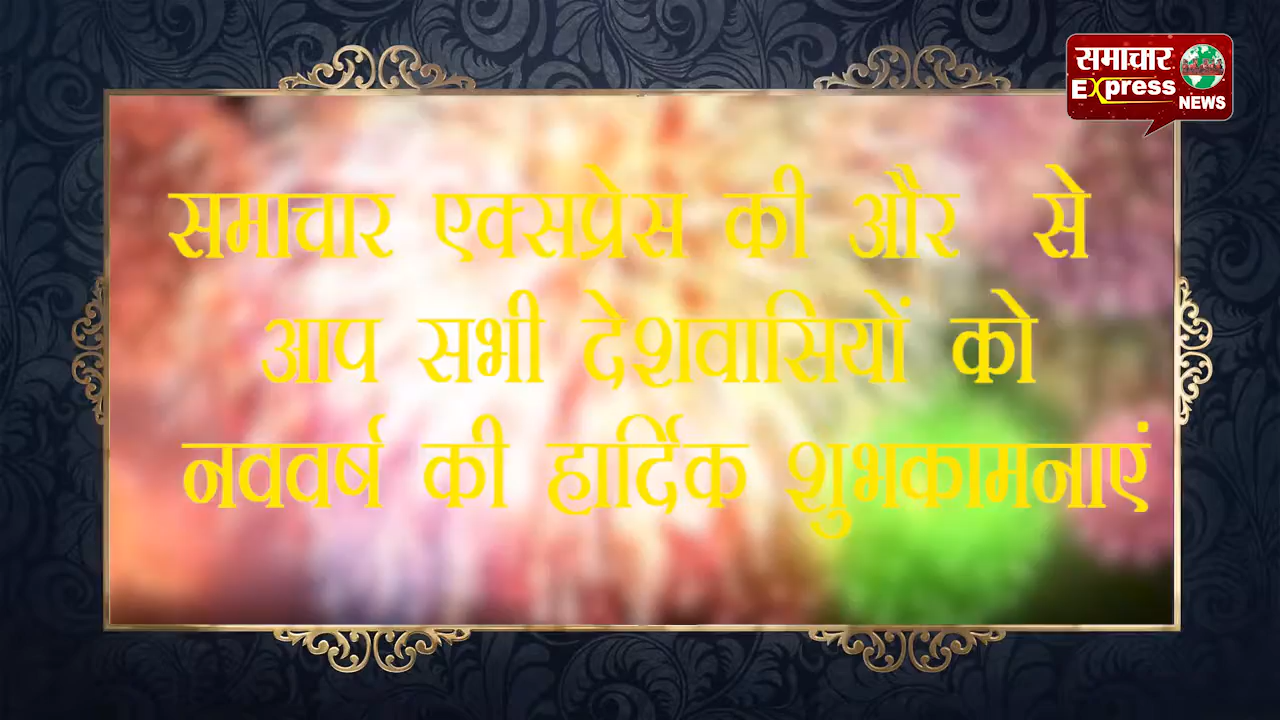 समाचार
Express
NEWS
समाचार एक्सप्रेस की और से
आप सभी देशवासियों को
नववर्ष की हार्दिक शुभकामनाएं